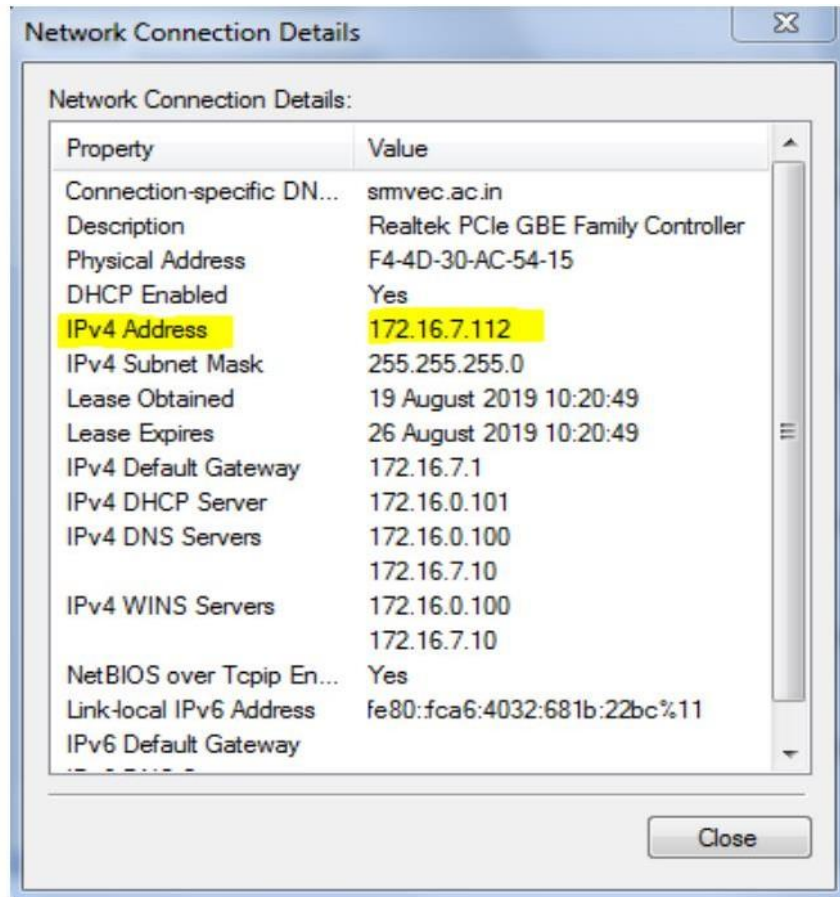 Network Connection Details
Network Connection Details:
Property Value
Connection-specific DN... smvec.ac.in
Description Realtek PCIe GBE Family Controller
Physical Address F4-4D-30-AC-54-15
DHCP Enabled Yes
IPv4 Address 172.16.7.112
IPv4 Subnet Mask 255.255.255.0
Lease Obtained 19 August 2019 10:20:49
Lease Expires 26 August 2019 10:20:49
IPv4 Default Gateway 172.16.7.1
IPv4 DHCP Server 172.16.0.101
IPv4 DNS Servers 172.16.0.100
172.16.7.10
IPv4 WINS Servers 172.16.0.100
172.16.7.10
NetBIOS over Tcpip En... Yes
Link-local IPv6 Address fe80::fca6:4032:681b:22bc%11
IPv6 Default Gateway
Close